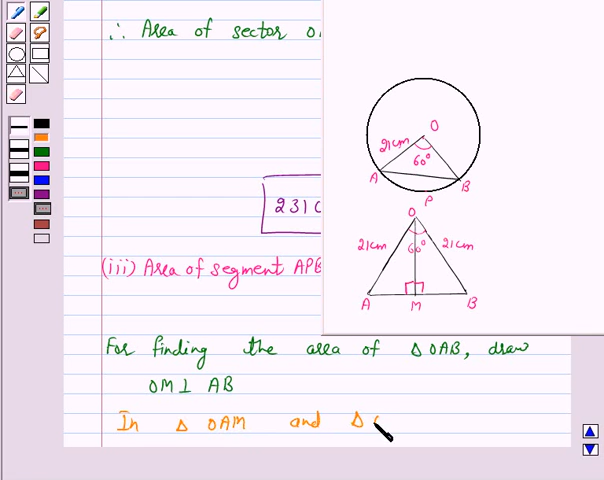 ∴ Area of sector O
231
(iii) Area of segment APB
For finding the area of Δ OAB, draw
OM ⊥ AB
In Δ OAM and Δ
O
21cm
60°
A
B
P
O
21cm
60°
21cm
A
M
B